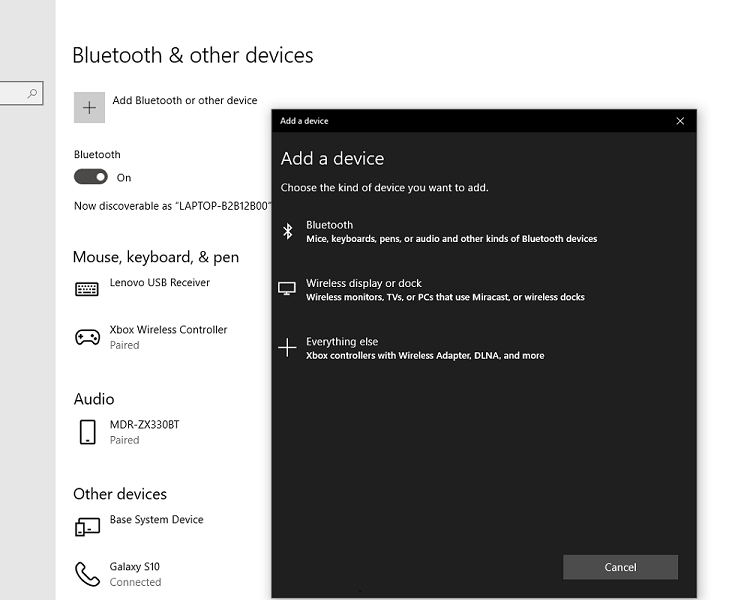 Bluetooth & other devices
Add Bluetooth or other device
Bluetooth
On
Now discoverable as “LAPTOP-B2B12B00”
Mouse, keyboard, & pen
Lenovo USB Receiver
Xbox Wireless Controller
Paired
Audio
MDR-ZX330BT
Paired
Other devices
Base System Device
Galaxy S10
Connected
Add a device
Add a device
Choose the kind of device you want to add.
Bluetooth
Mice, keyboards, pens, or audio and other kinds of Bluetooth devices
Wireless display or dock
Wireless monitors, TVs, or PCs that use Miracast, or wireless docks
Everything else
Xbox controllers with Wireless Adapter, DLNA, and more
Cancel